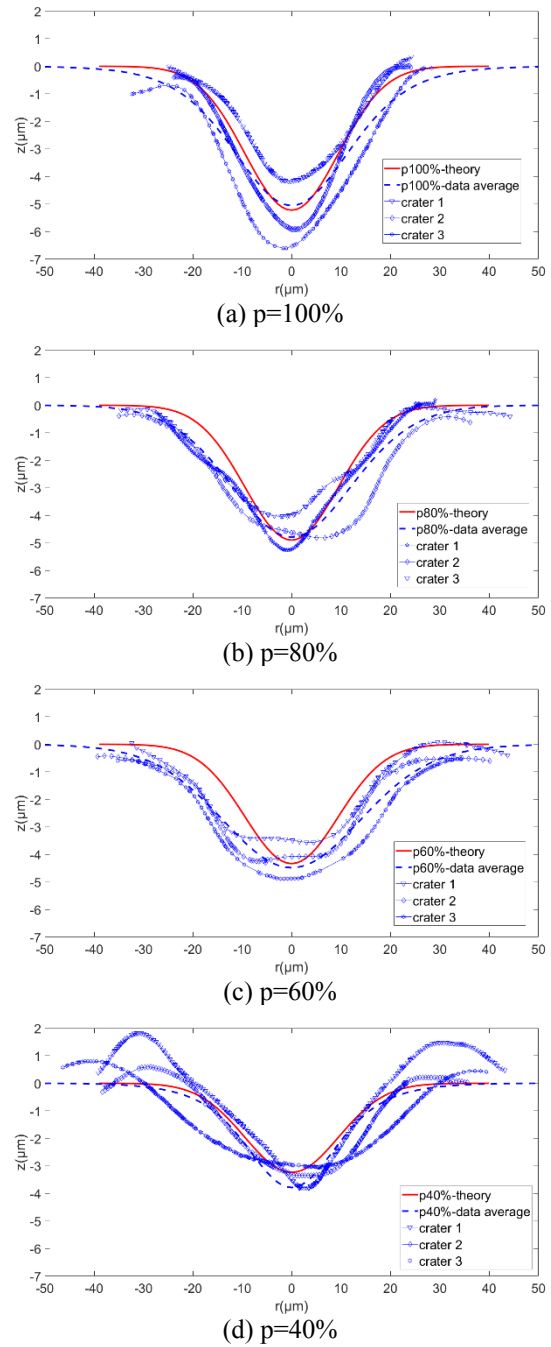 2
1
0
-1
-2
-3
-4
-5
-6
-7
z(μm)
p100%-theory
p100%-data average
crater 1
crater 2
crater 3
-50 -40 -30 -20 -10 0 10 20 30 40 50
r(μm)
(a) p=100%
2
1
0
-1
-2
-3
-4
-5
-6
-7
z(μm)
p80%-theory
p80%-data average
crater 1
crater 2
crater 3
-50 -40 -30 -20 -10 0 10 20 30 40 50
r(μm)
(b) p=80%
2
1
0
-1
-2
-3
-4
-5
-6
-7
z(μm)
p60%-theory
p60%-data average
crater 1
crater 2
crater 3
-50 -40 -30 -20 -10 0 10 20 30 40 50
r(μm)
(c) p=60%
2
1
0
-1
-2
-3
-4
-5
-6
-7
z(μm)
p40%-theory
p40%-data average
crater 1
crater 2
crater 3
-50 -40 -30 -20 -10 0 10 20 30 40 50
r(μm)
(d) p=40%